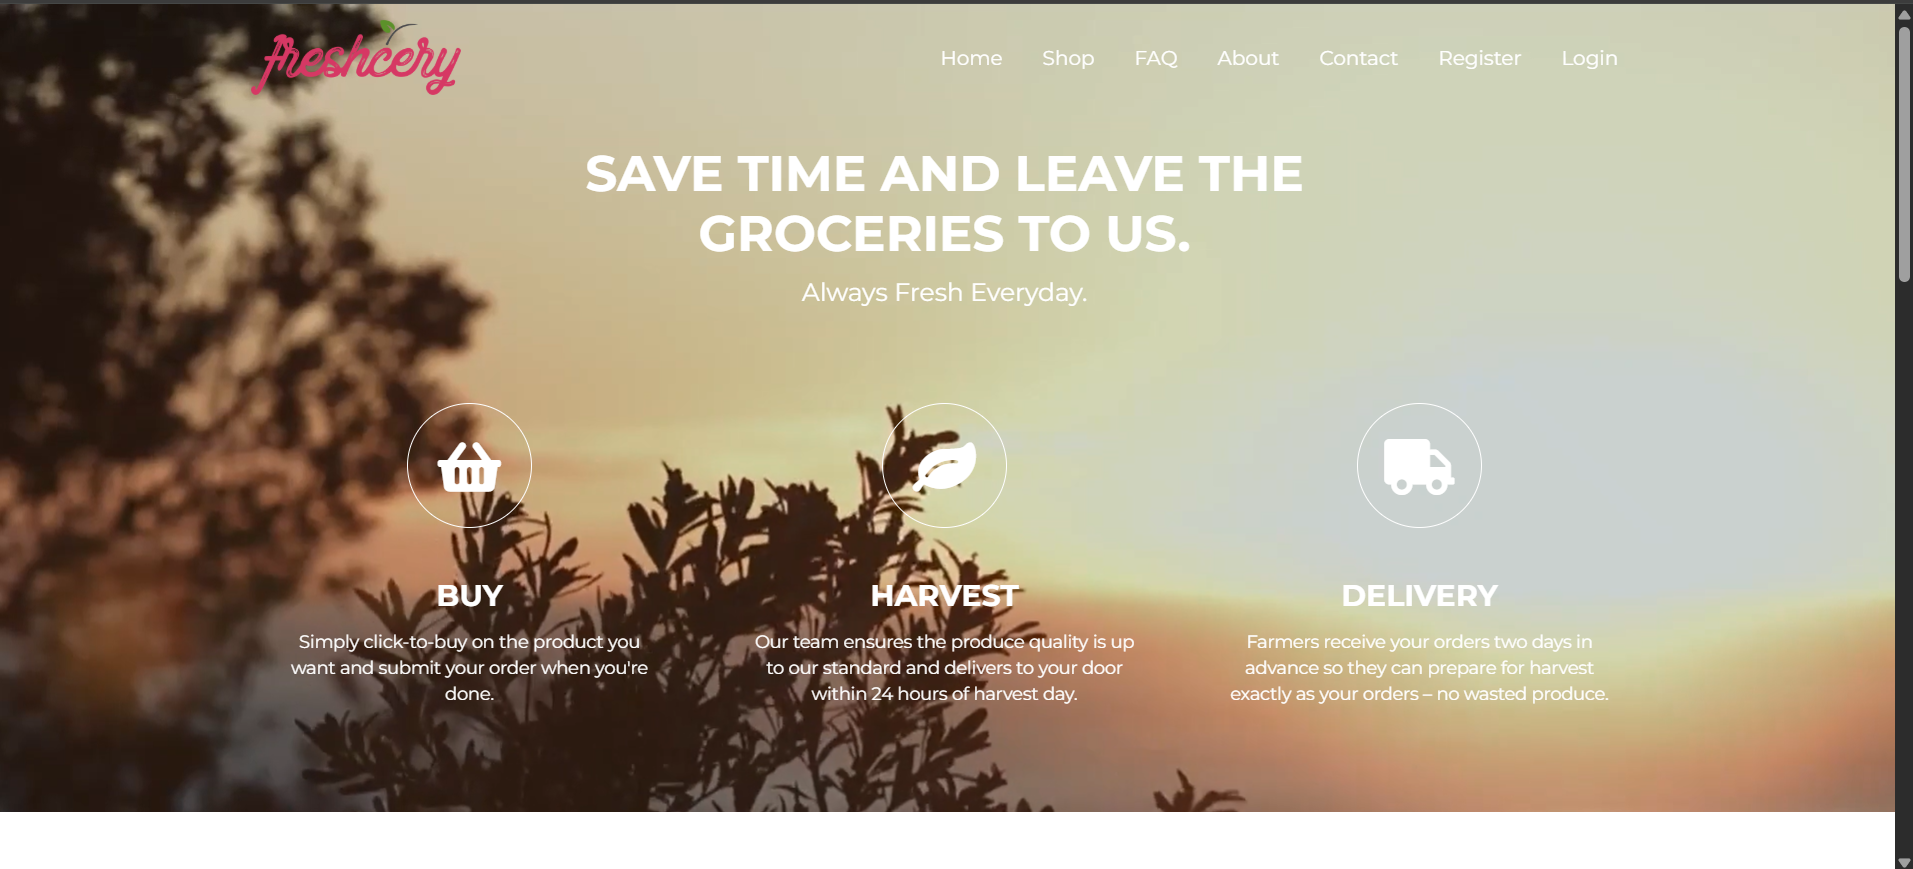 freshcery
Home Shop FAQ About Contact Register Login
SAVE TIME AND LEAVE THE
GROCERIES TO US.
Always Fresh Everyday.
BUY
Simply click-to-buy on the product you
want and submit your order when you're
done.
HARVEST
Our team ensures the produce quality is up
to our standard and delivers to your door
within 24 hours of harvest day.
DELIVERY
Farmers receive your orders two days in
advance so they can prepare for harvest
exactly as your orders – no wasted produce.